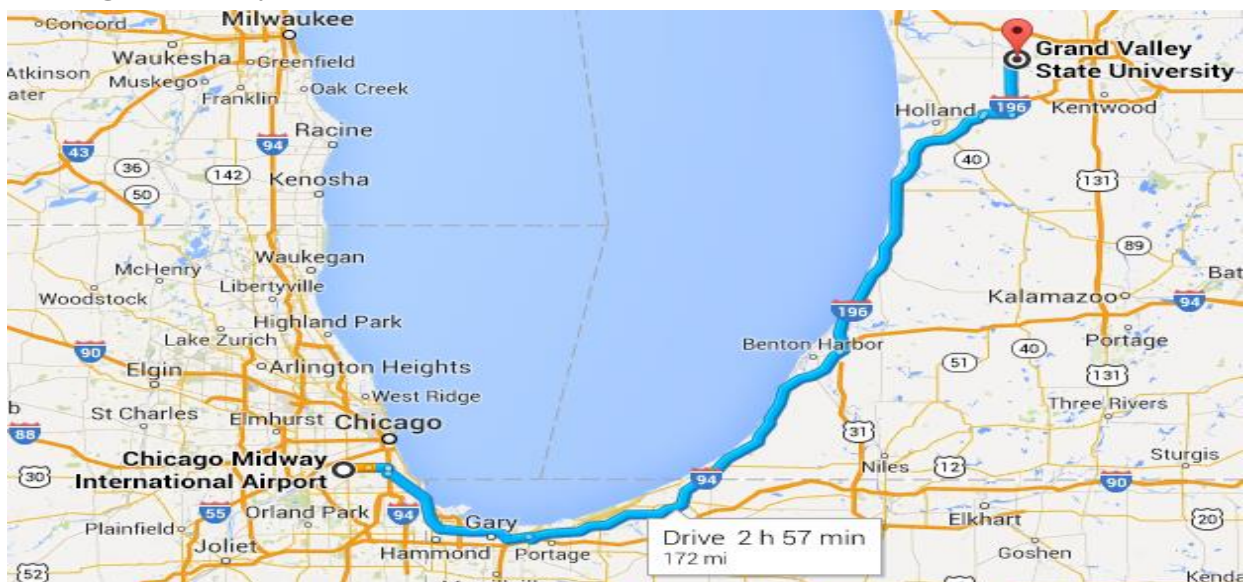 Milwaukee
Concord
Waukesha
Greenfield
Atkinson
Muskego
ater
Franklin
Oak Creek
Racine
94
43
36
142
50
Kenosha
Waukegan
McHenry
Libertyville
Woodstock
Highland Park
Lake Zurich
90
Arlington Heights
Elgin
West Ridge
b
St Charles
Elmhurst
Chicago
88
Chicago Midway
International Airport
30
55
Orland Park
94
Plainfield
Joliet
Hammond
Gary
Portage
52
Grand Valley
State University
196
Holland
Kentwood
40
131
89
Bat
Kalamazoo
94
196
Benton Harbor
Portage
51
40
131
Three Rivers
31
Niles
12
Sturgis
94
90
Elkhart
20
Goshen
Kenda
Drive 2 h 57 min
172 mi